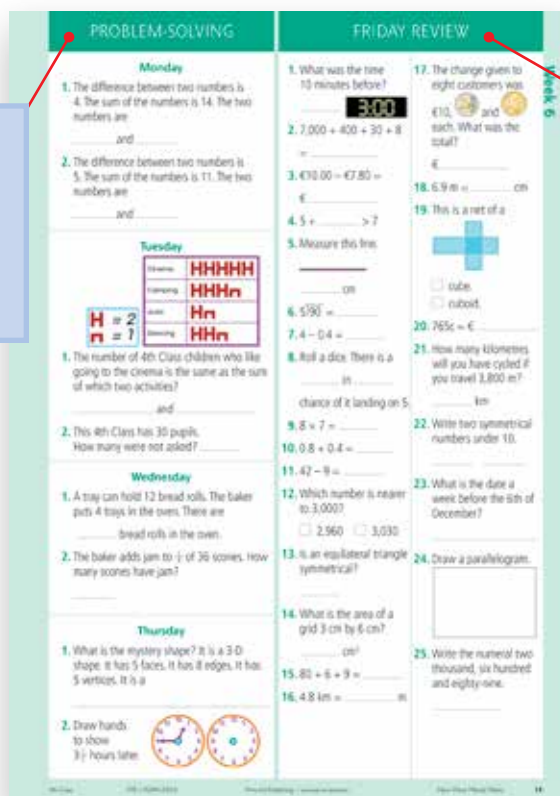 PROBLEM-SOLVING
Monday
1. The difference between two numbers is
4. The sum of the numbers is 14. The two
numbers are
and
2. The difference between two numbers is
5. The sum of the numbers is 11. The two
numbers are
and
Tuesday
Cinema HHHHH
Camping HHHn
Hn
Dancing HHn
H = 2
n = 1
1. The number of 4th Class children who like
going to the cinema is the same as the sum
of which two activities?
and
2. This 4th Class has 30 pupils.
How many were not asked?
Wednesday
1. A tray can hold 12 bread rolls. The baker
puts 4 trays in the oven. There are
bread rolls in the oven.
2. The baker adds jam to of 36 scones. How
many scones have jam?
Thursday
1. What is the mystery shape? It is a 3-D
shape. It has 5 faces. It has 8 edges. It has
5 vertices. It is a
2. Draw hands
to show
3 hours later.
FRIDAY REVIEW
Week 6
1. What was the time
10 minutes before?
3:00
2. 7,000 + 400 + 30 + 8
=
3. €10.00 – €7.80 =
€
4. 5 + > 7
5. Measure this line.
cm
6. 5)90 =
7. 4 – 0.4 =
8. Roll a dice. There is a
in
chance of it landing on 5.
9. 8 × 7 =
10. 0.8 + 0.4 =
11. 42 – 9 =
12. Which number is nearer
to 3,000?
2,960 3,030
13. Is an equilateral triangle
symmetrical?
14. What is the area of a
grid 3 cm by 6 cm?
cm²
15. 80 + 6 + 9 =
16. 4.8 km = m
17. The change given to
eight customers was
€10, and
each. What was the
total?
€
18. 6.9 m = cm
19. This is a net of a
cube.
cuboid.
20. 765c = €
21. How many kilometres
will you have cycled if
you travel 3,800 m?
km
22. Write two symmetrical
numbers under 10.
23. What is the date a
week before the 6th of
December?
24. Draw a parallelogram.
25. Write the numeral two
thousand, six hundred
and eighty-nine.